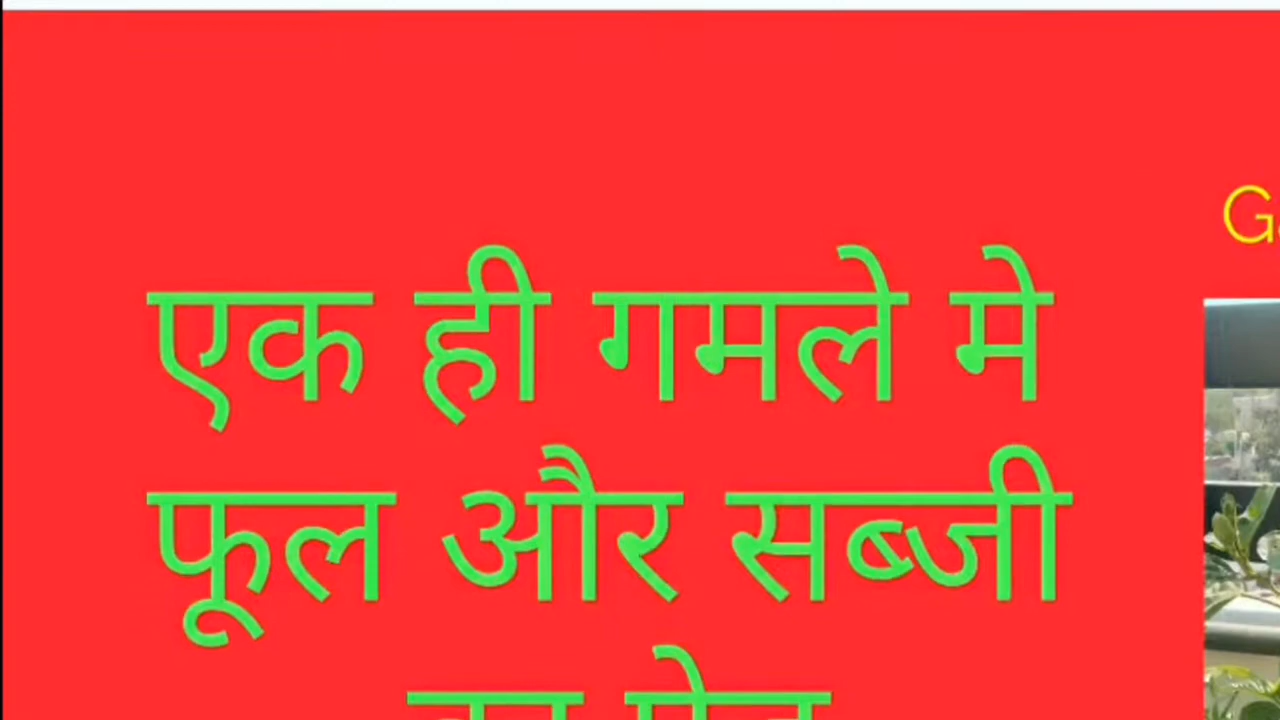 एक ही गमले मे
फूल और सब्जी